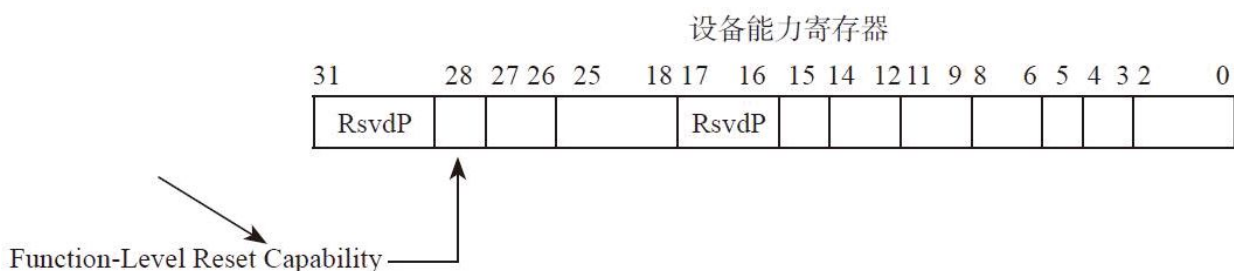 设备能力寄存器
31 28 27 26 25 18 17 16 15 14 12 11 9 8 6 5 4 3 2 0
RsvdP RsvdP
Function-Level Reset Capability